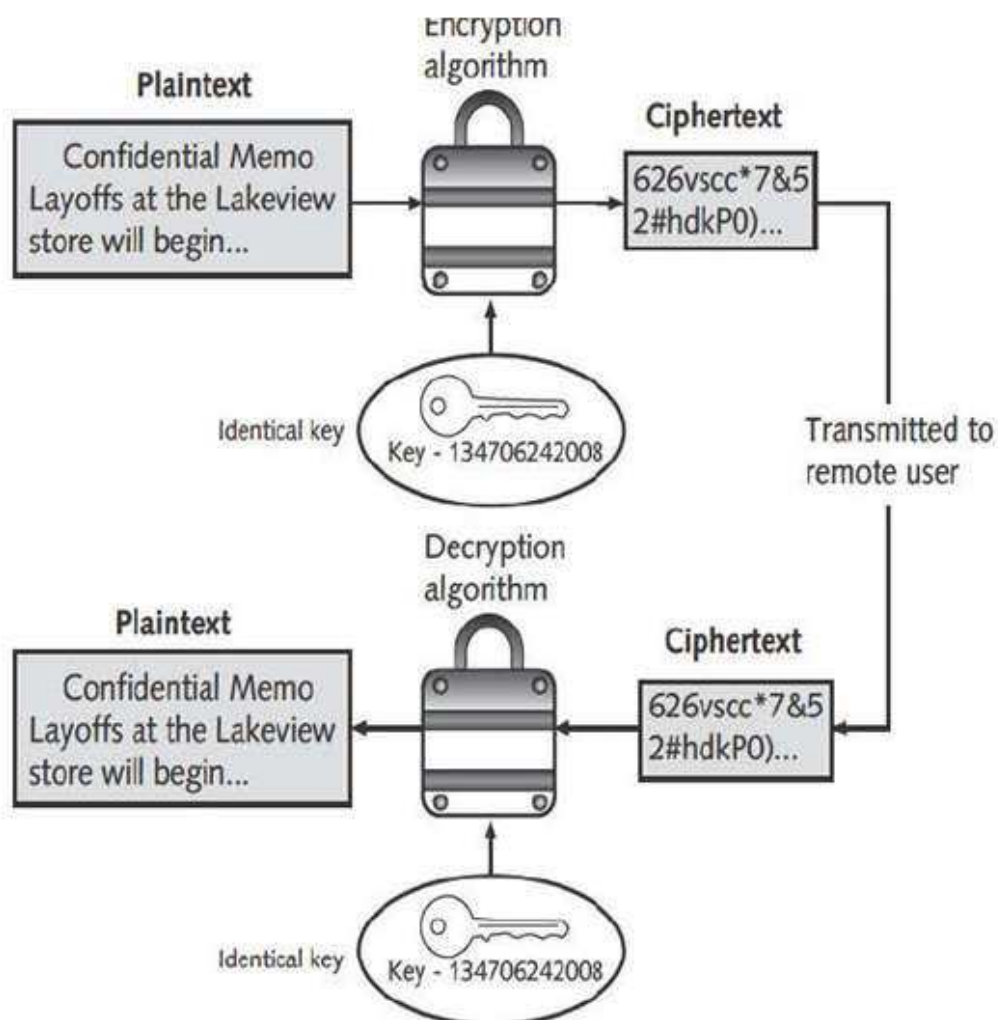 Encryption
algorithm
Plaintext
Confidential Memo
Layoffs at the Lakeview
store will begin...
Ciphertext
626vscc*7&5
2#hdkP0)...
Identical key
Key - 134706242008
Transmitted to
remote user
Decryption
algorithm
Plaintext
Confidential Memo
Layoffs at the Lakeview
store will begin...
Ciphertext
626vscc*7&5
2#hdkP0)...
Identical key
Key - 134706242008